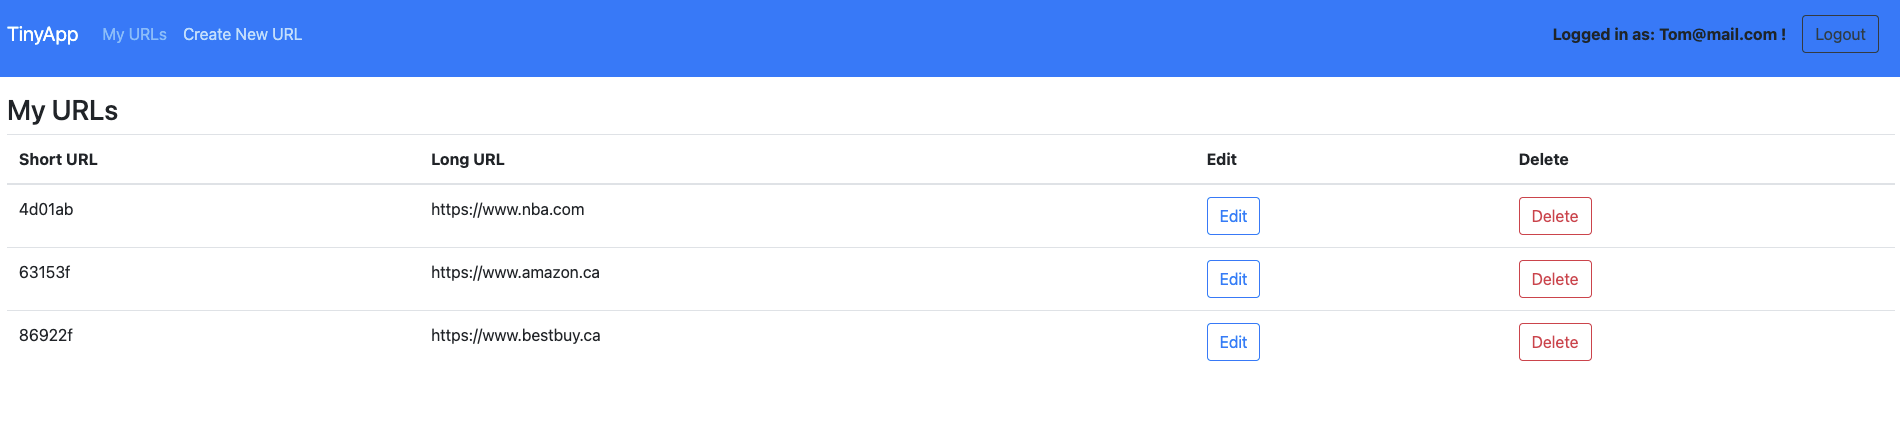 TinyApp My URLs Create New URL Logged in as: Tom@mail.com ! Logout
My URLs
Short URL Long URL Edit Delete
4d01ab https://www.nba.com Edit Delete
63153f https://www.amazon.ca Edit Delete
86922f https://www.bestbuy.ca Edit Delete